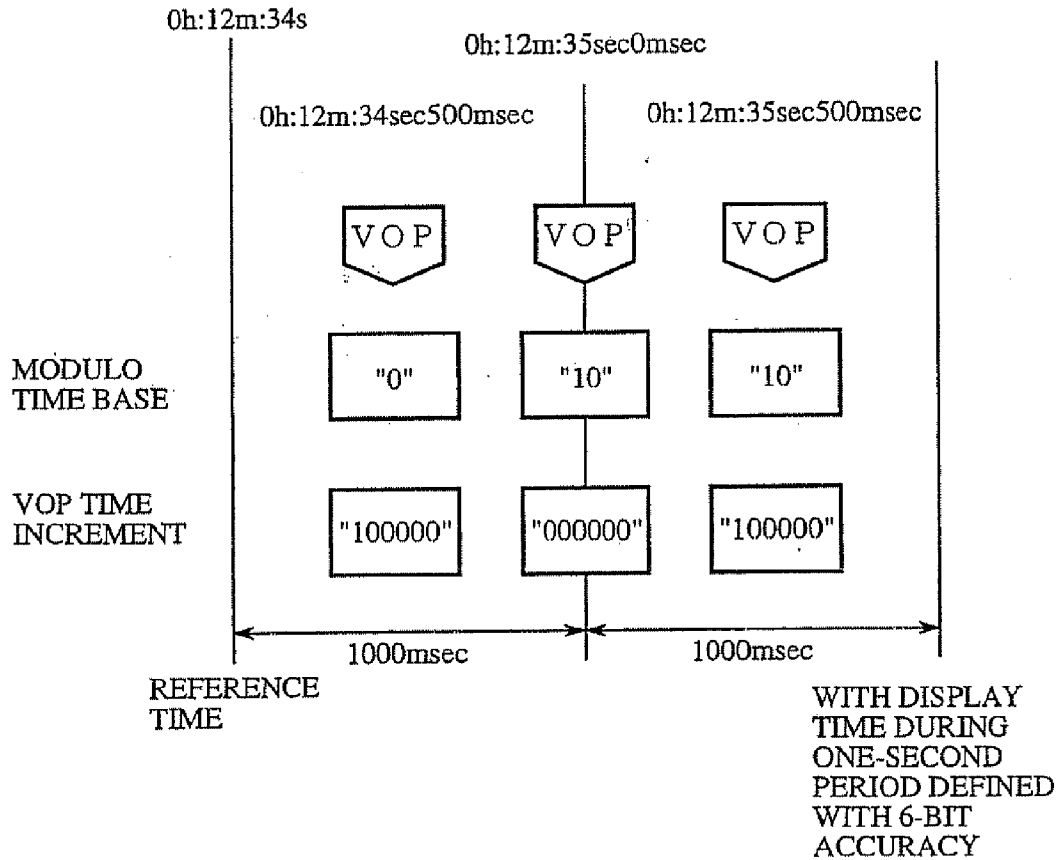 0h:12m:34s
0h:12m:35sec0msec
0h:12m:34sec500msec
0h:12m:35sec500msec
VOP
VOP
VOP
MODULO
TIME BASE
"0"
"10"
"10"
VOP TIME
INCREMENT
"100000"
"000000"
"100000"
1000msec
1000msec
REFERENCE
TIME
WITH DISPLAY
TIME DURING
ONE-SECOND
PERIOD DEFINED
WITH 6-BIT
ACCURACY